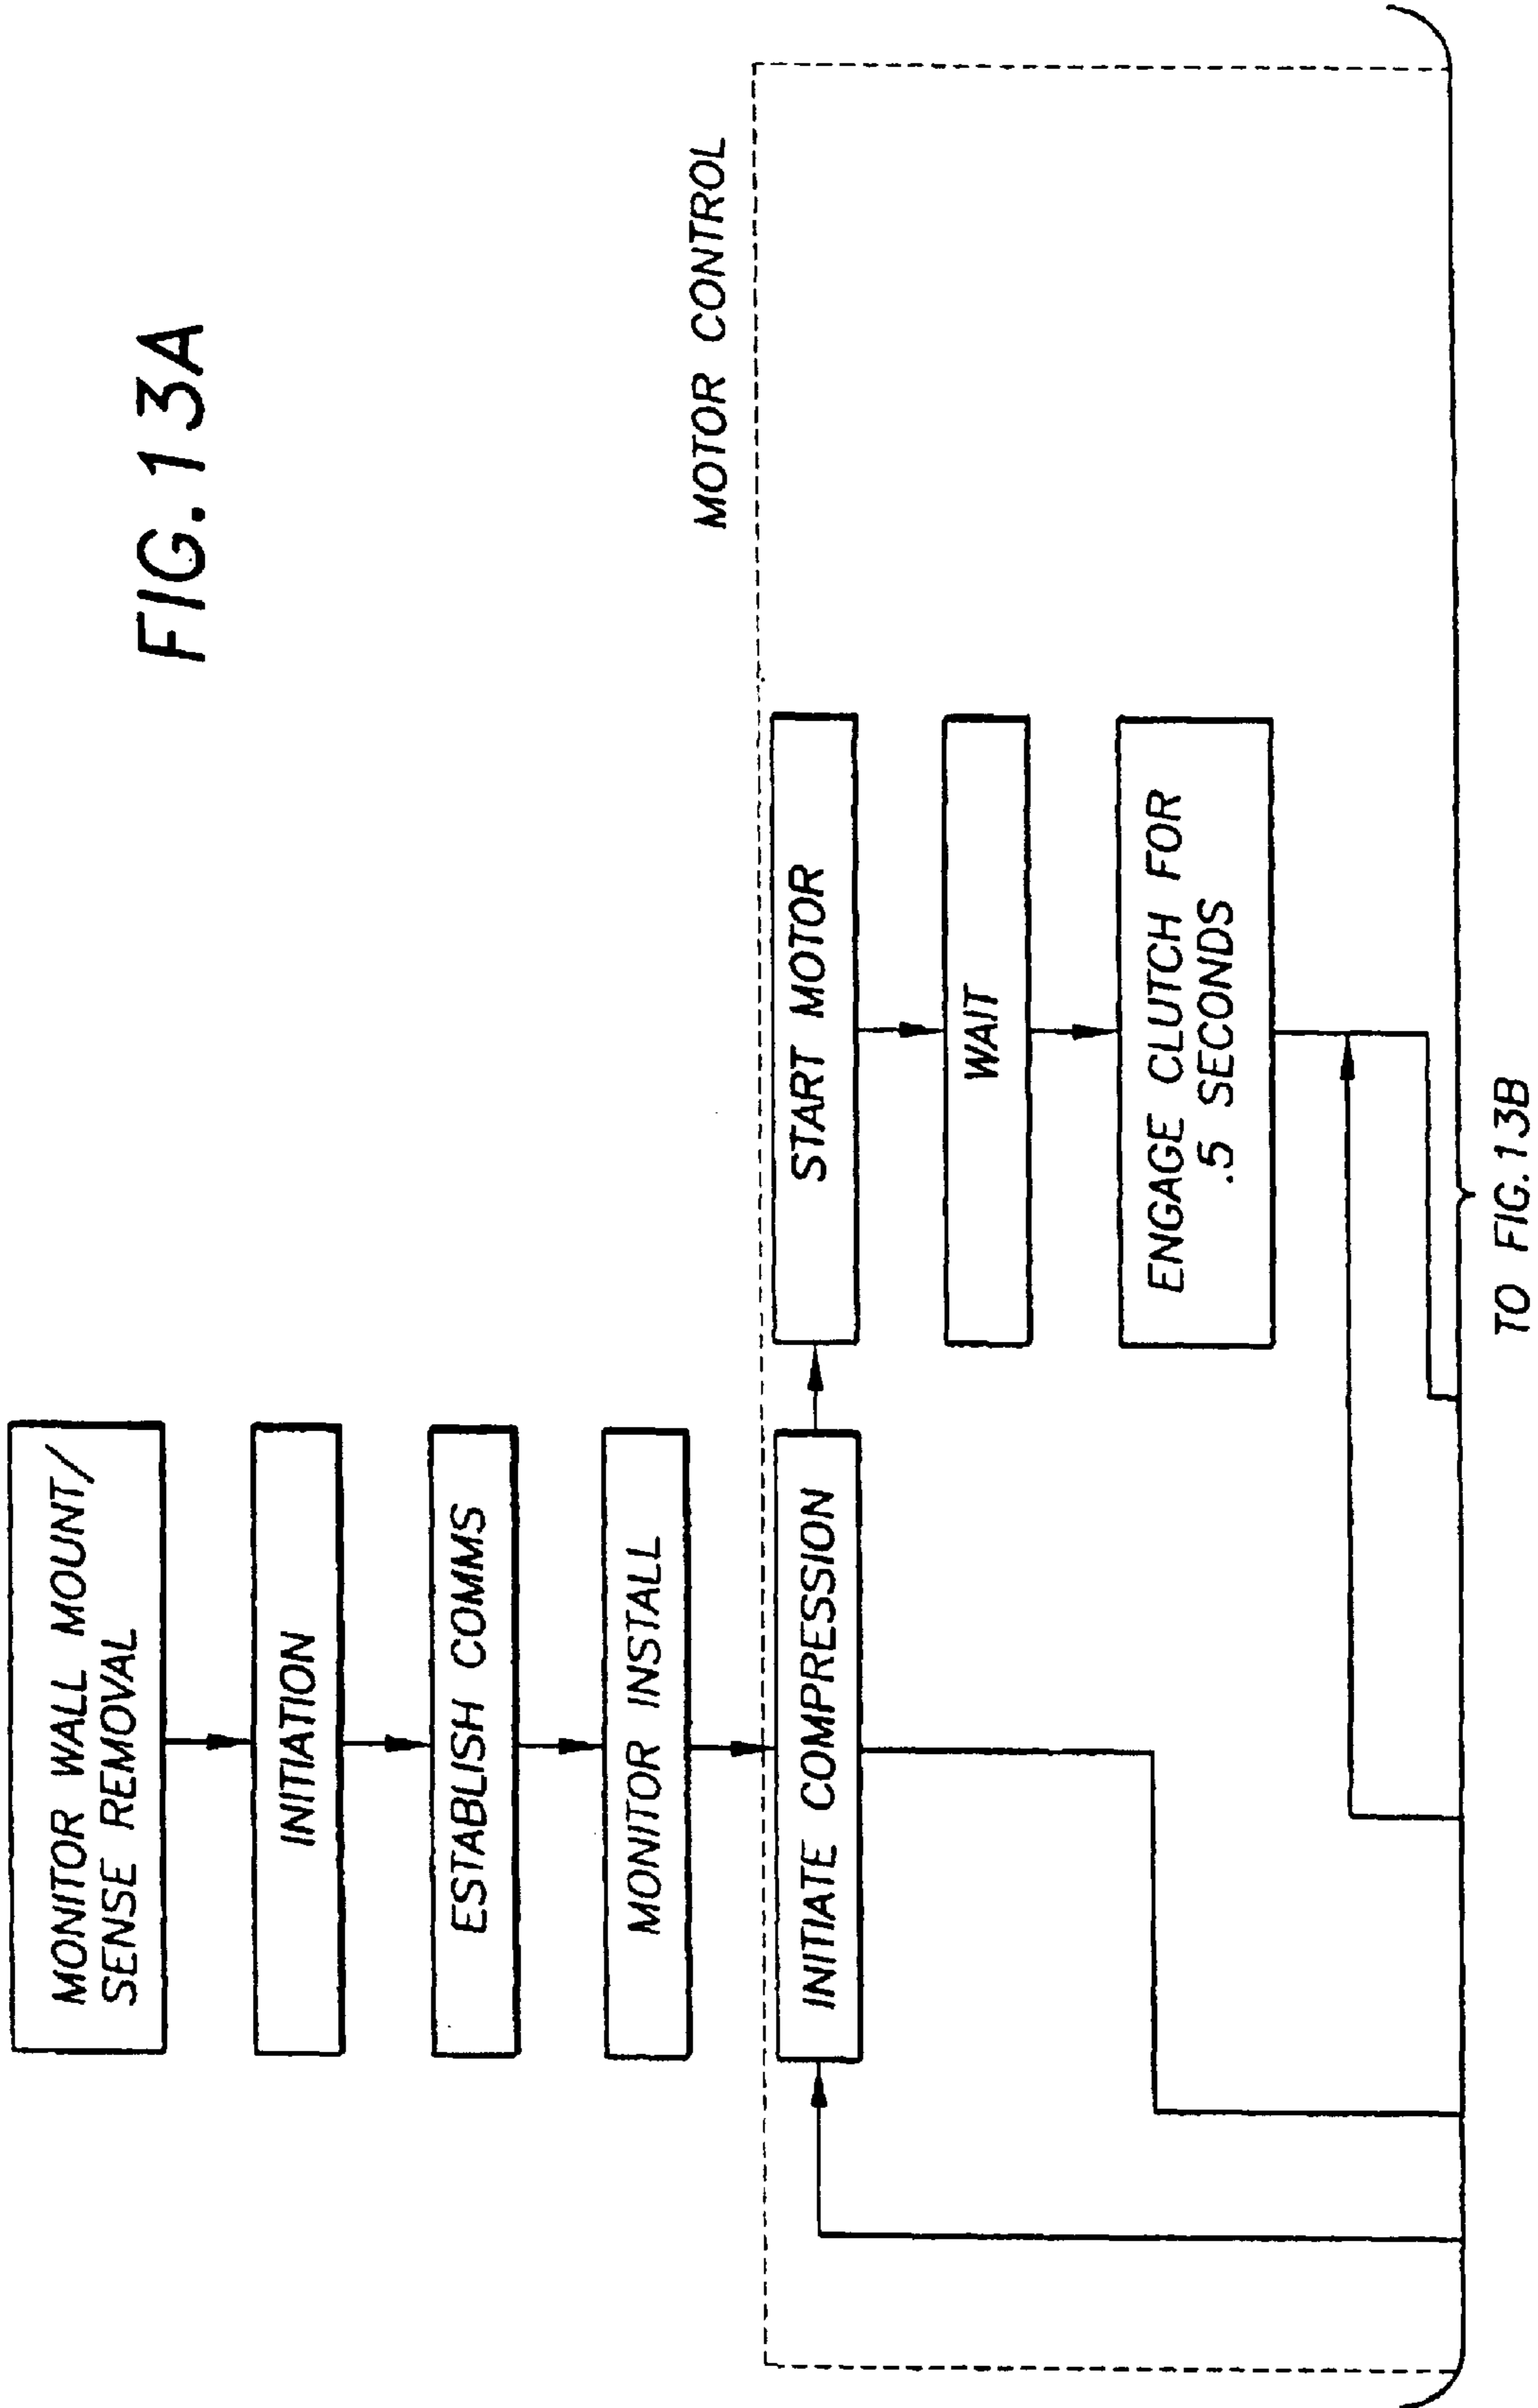 FIG. 13A
MONITOR WALL MOUNT/
SENSE REMOVAL
INITIATION
ESTABLISH COMMS
MONITOR INSTALL
MOTOR CONTROL
INITIATE COMPRESSION
START MOTOR
WAIT
ENGAGE CLUTCH FOR
.5 SECONDS
TO FIG. 13B